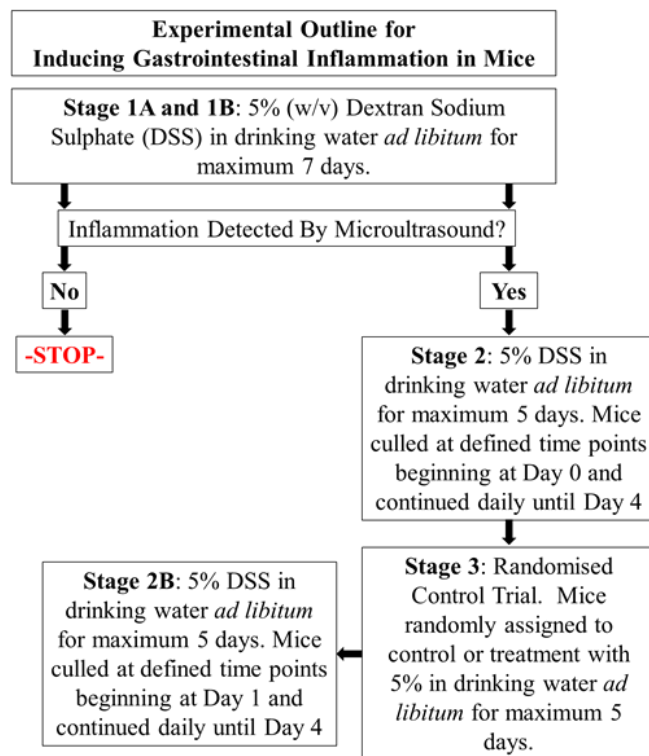 Experimental Outline for
Inducing Gastrointestinal Inflammation in Mice
Stage 1A and 1B: 5% (w/v) Dextran Sodium
Sulphate (DSS) in drinking water ad libitum for
maximum 7 days.
Inflammation Detected By Microultrasound?
No
Yes
-STOP-
Stage 2: 5% DSS in
drinking water ad libitum
for maximum 5 days. Mice
culled at defined time points
beginning at Day 0 and
continued daily until Day 4
Stage 3: Randomised
Control Trial. Mice
randomly assigned to
control or treatment with
5% in drinking water ad
libitum for maximum 5
days.
Stage 2B: 5% DSS in
drinking water ad libitum
for maximum 5 days. Mice
culled at defined time points
beginning at Day 1 and
continued daily until Day 4